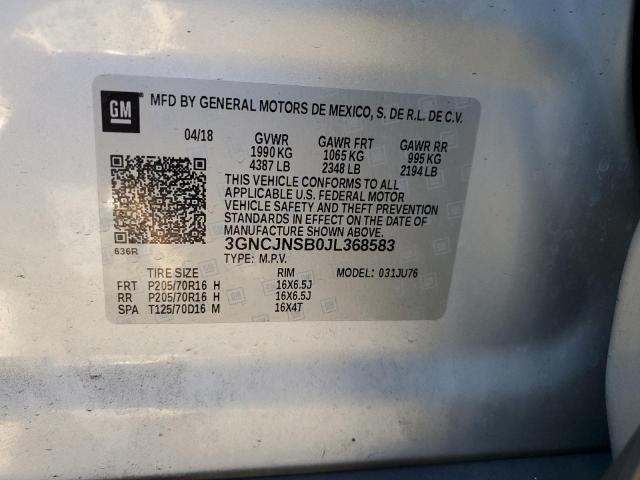 GM MFD BY GENERAL MOTORS DE MEXICO, S. DE R.L. DE C.V.
04/18 GVWR GAWR FRT GAWR RR
1990 KG 1065 KG 995 KG
4387 LB 2348 LB 2194 LB
THIS VEHICLE CONFORMS TO ALL
APPLICABLE U.S. FEDERAL MOTOR
VEHICLE SAFETY AND THEFT PREVENTION
STANDARDS IN EFFECT ON THE DATE OF
MANUFACTURE SHOWN ABOVE.
3GNCJNSB0JL368583
636R
TYPE: M.P.V.
TIRE SIZE RIM MODEL: 031JU76
FRT P205/70R16 H 16X6.5J
RR P205/70R16 H 16X6.5J
SPA T125/70D16 M 16X4T